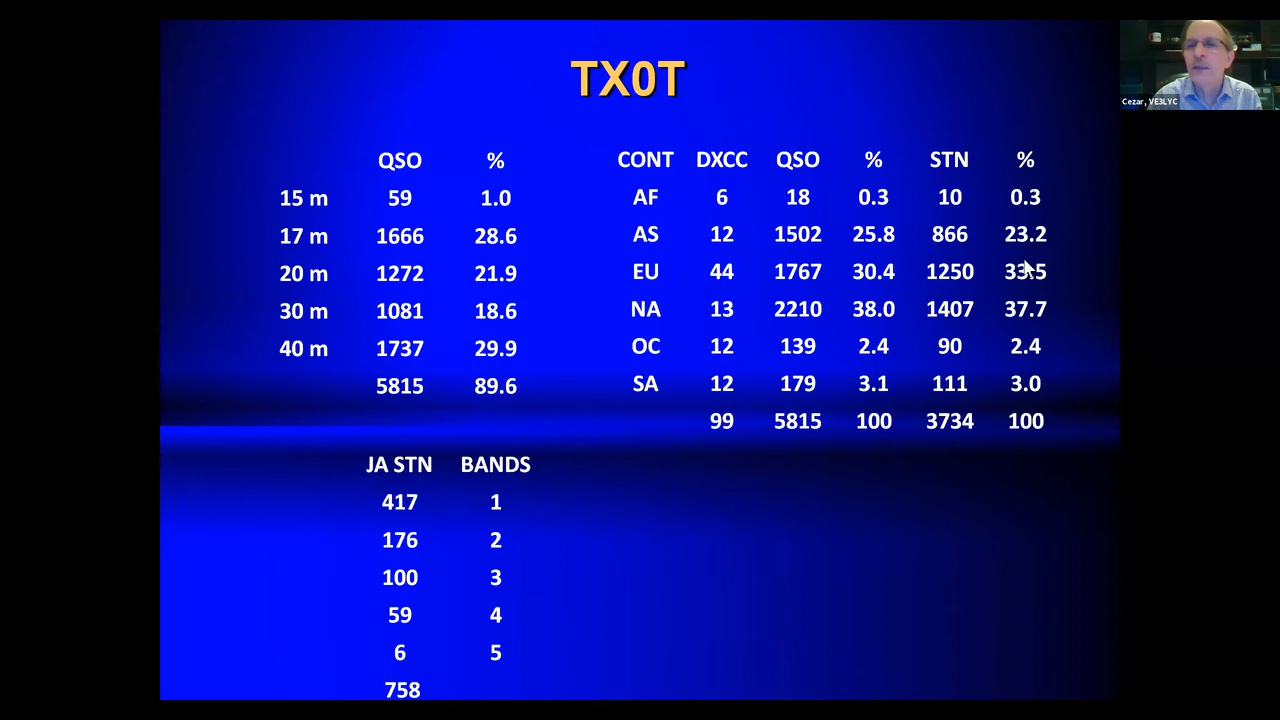 TX0T
QSO %
15 m 59 1.0
17 m 1666 28.6
20 m 1272 21.9
30 m 1081 18.6
40 m 1737 29.9
5815 89.6
CONT DXCC QSO % STN %
AF 6 18 0.3 10 0.3
AS 12 1502 25.8 866 23.2
EU 44 1767 30.4 1250 33.5
NA 13 2210 38.0 1407 37.7
OC 12 139 2.4 90 2.4
SA 12 179 3.1 111 3.0
99 5815 100 3734 100
JA STN BANDS
417 1
176 2
100 3
59 4
6 5
758
Cezar, VE3LYC